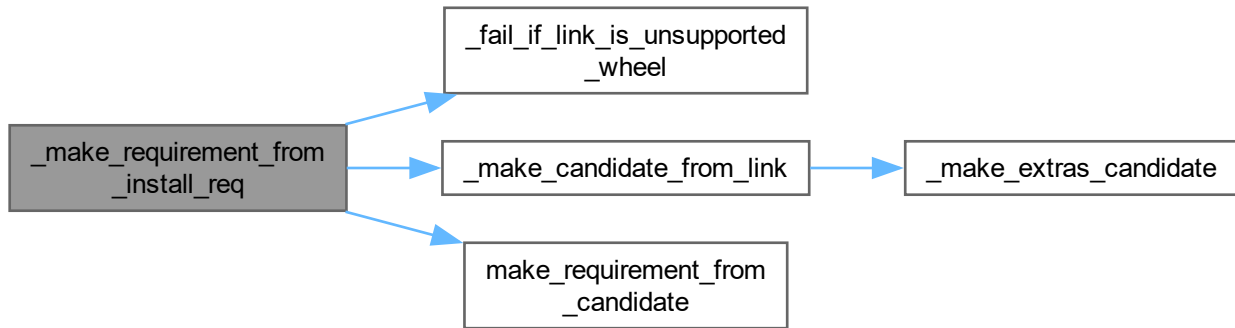 _fail_if_link_is_unsupported
_wheel
_make_requirement_from
_install_req
_make_candidate_from_link
_make_extras_candidate
make_requirement_from
_candidate